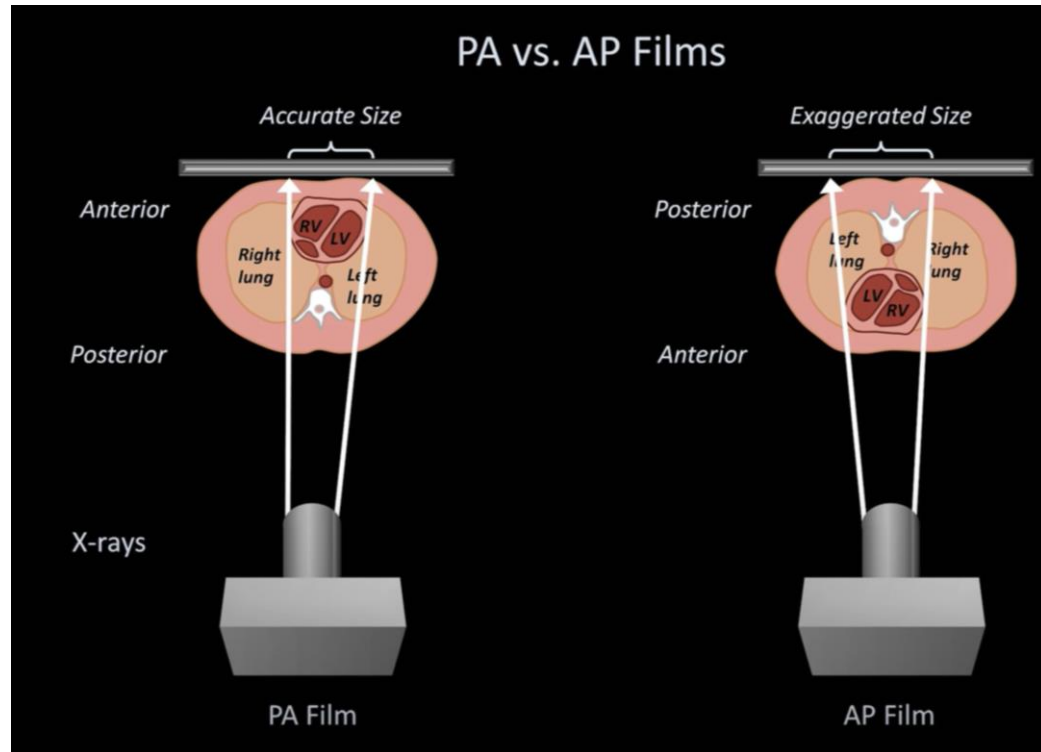 PA vs. AP Films
Accurate Size
Exaggerated Size
Anterior
RV
LV
Right
lung
Left
lung
Posterior
Posterior
Left
lung
Right
lung
LV
RV
Anterior
X-rays
PA Film
AP Film